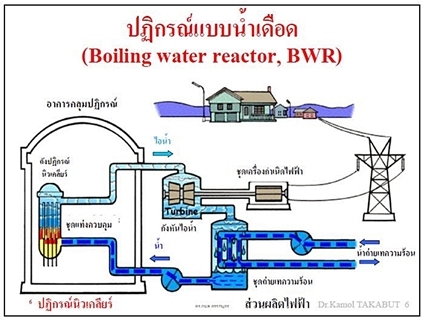 ปฏิกรณ์แบบน้ำเดือด
(Boiling water reactor, BWR)
อาคารคลุมปฏิกรณ์
ไอน้ำ
ถังปฏิกรณ์
นิวเคลียร์
ชุดเครื่องกำเนิดไฟฟ้า
Turbine
ชุดแท่งควบคุม
กังหันไอน้ำ
น้ำ
น้ำถ่ายเทความร้อน
ชุดถ่ายเทความร้อน
6 ปฏิกรณ์นิวเคลียร์
ส่วนผลิตไฟฟ้า
Dr.Kamol TAKABUT 6